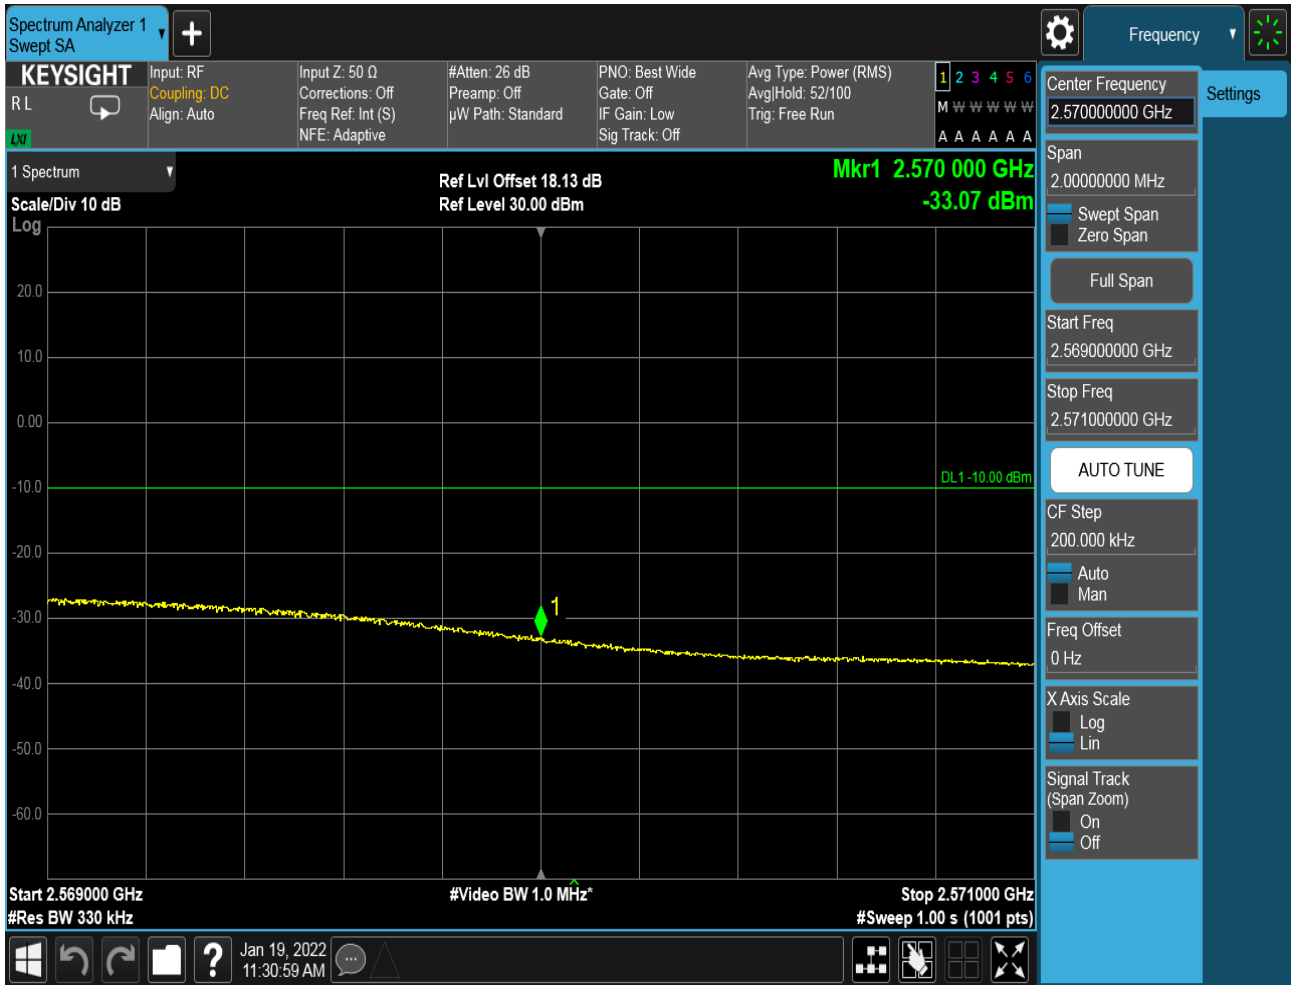 Spectrum Analyzer 1
Swept SA
Frequency
KEYSIGHT
R L
LXI
Input: RF
Coupling: DC
Align: Auto
Input Z: 50 Ω
Corrections: Off
Freq Ref: Int (S)
NFE: Adaptive
#Atten: 26 dB
Preamp: Off
µW Path: Standard
PNO: Best Wide
Gate: Off
IF Gain: Low
Sig Track: Off
Avg Type: Power (RMS)
Avg|Hold: 52/100
Trig: Free Run
1 2 3 4 5 6
M W W W W W
A A A A A A
1 Spectrum
Scale/Div 10 dB
Log
Ref Lvl Offset 18.13 dB
Ref Level 30.00 dBm
Mkr1 2.570 000 GHz
-33.07 dBm
20.0
10.0
0.00
-10.0
-20.0
-30.0
-40.0
-50.0
-60.0
DL1 -10.00 dBm
1
Start 2.569000 GHz
#Res BW 330 kHz
#Video BW 1.0 MHz*
Stop 2.571000 GHz
#Sweep 1.00 s (1001 pts)
Jan 19, 2022
11:30:59 AM
Center Frequency
2.570000000 GHz
Settings
Span
2.00000000 MHz
Swept Span
Zero Span
Full Span
Start Freq
2.569000000 GHz
Stop Freq
2.571000000 GHz
AUTO TUNE
CF Step
200.000 kHz
Auto
Man
Freq Offset
0 Hz
X Axis Scale
Log
Lin
Signal Track
(Span Zoom)
On
Off